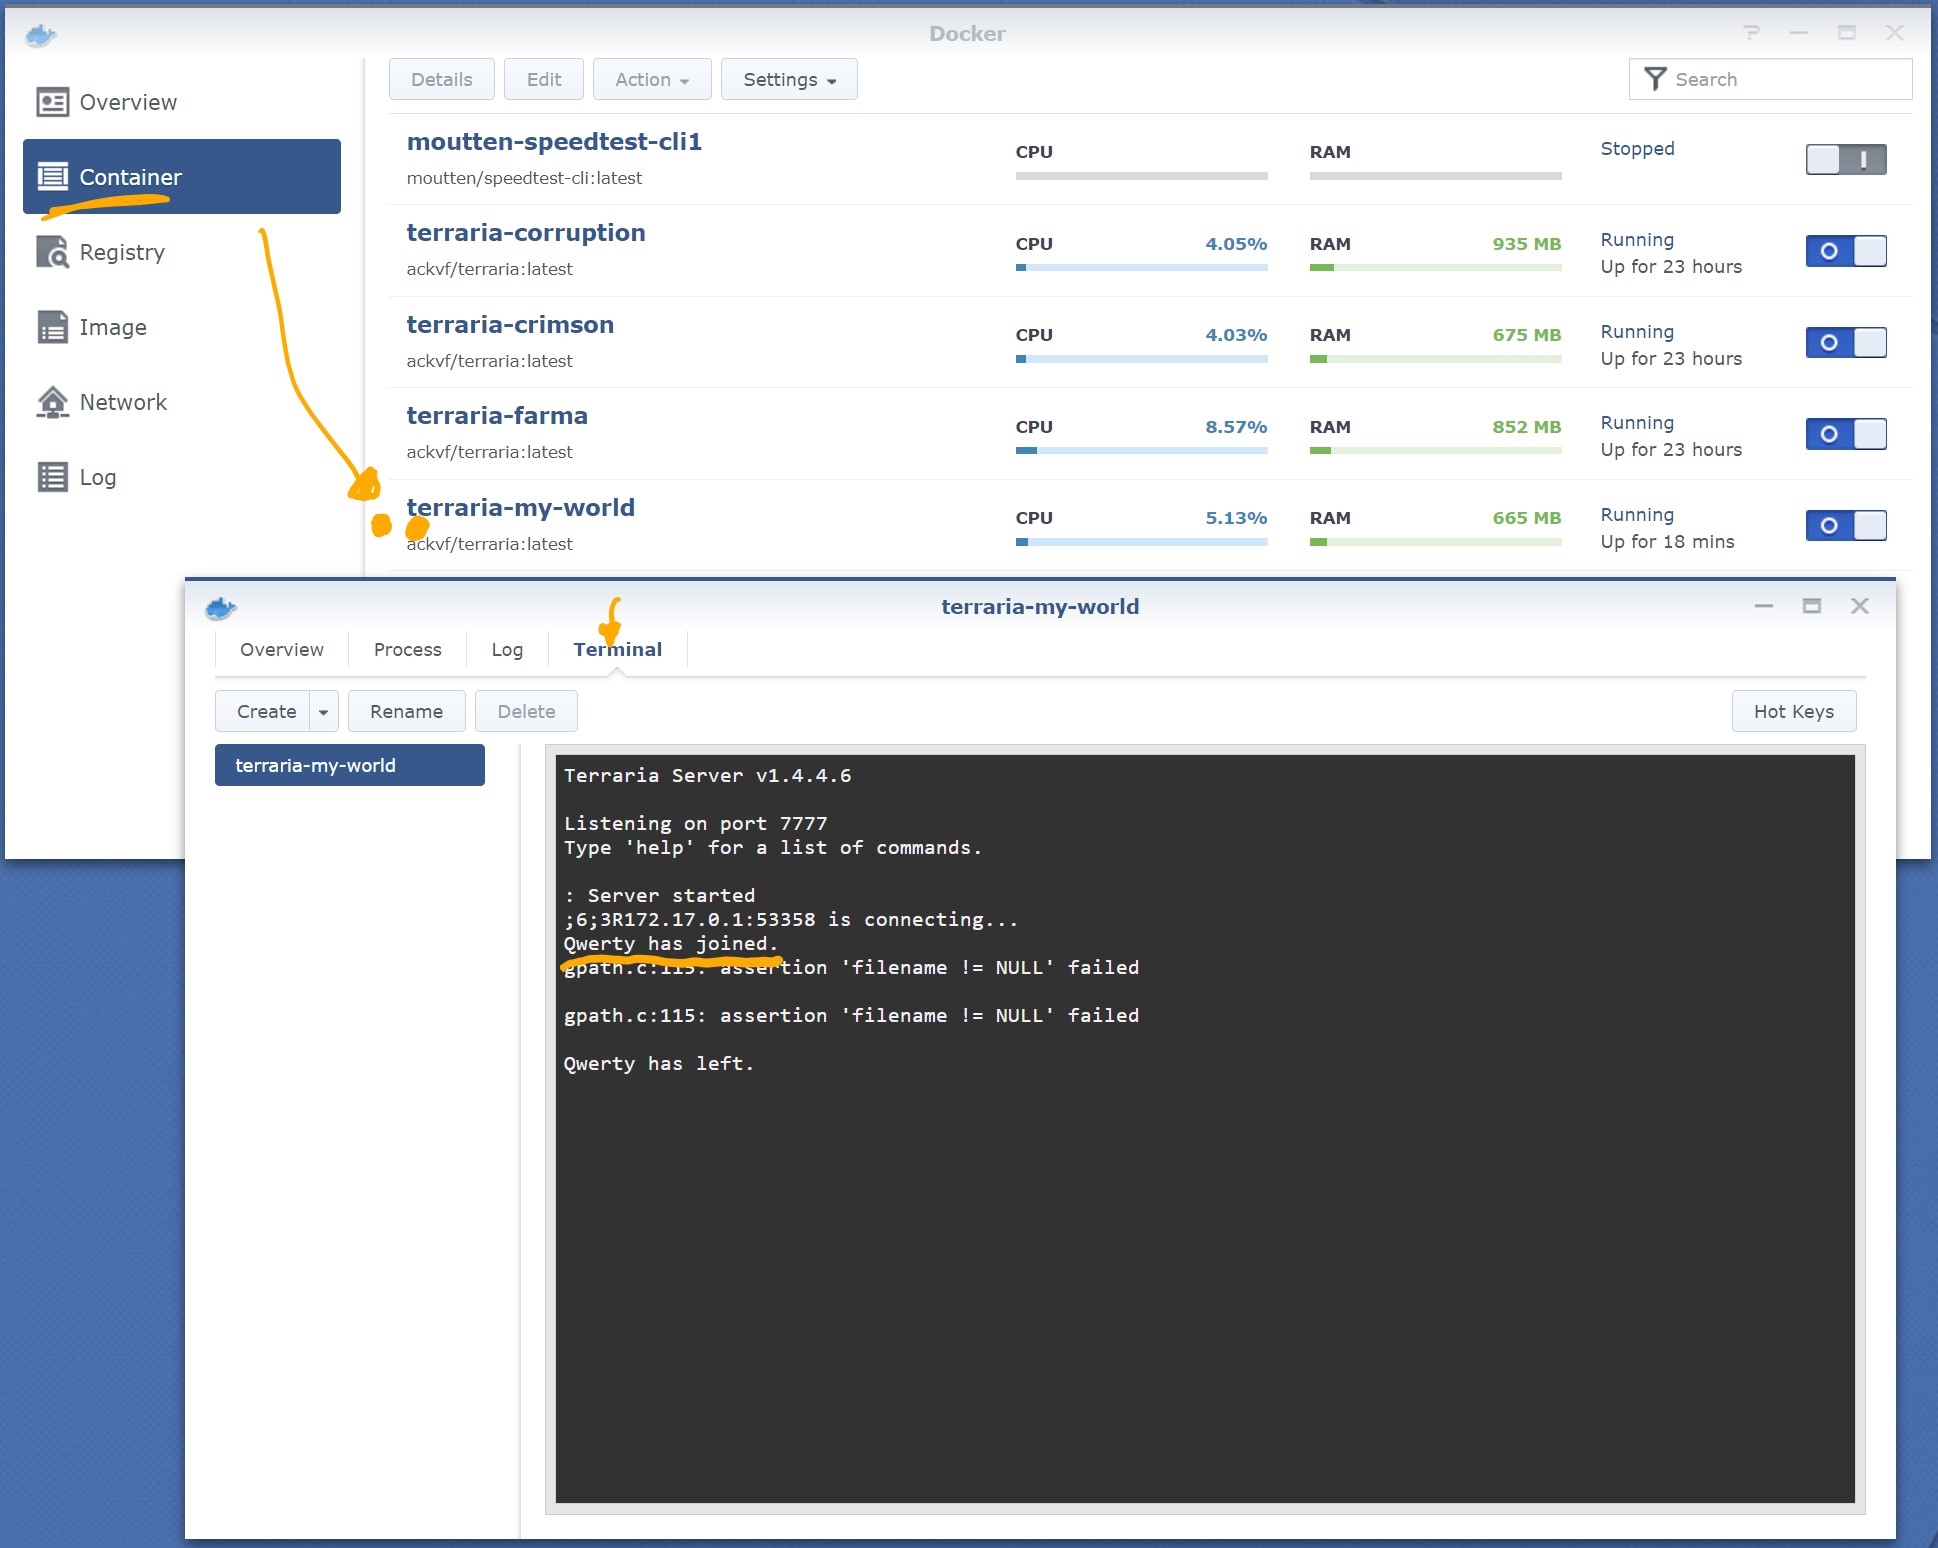 Docker
Overview
Container
Registry
Image
Network
Log
Details Edit Action Settings Search
moutten-speedtest-cli1
moutten/speedtest-cli:latest
CPU RAM Stopped
terraria-corruption
ackvf/terraria:latest
CPU 4.05% RAM 935 MB Running
Up for 23 hours
terraria-crimson
ackvf/terraria:latest
CPU 4.03% RAM 675 MB Running
Up for 23 hours
terraria-farma
ackvf/terraria:latest
CPU 8.57% RAM 852 MB Running
Up for 23 hours
terraria-my-world
ackvf/terraria:latest
CPU 5.13% RAM 665 MB Running
Up for 18 mins
terraria-my-world
Overview Process Log Terminal
Create Rename Delete Hot Keys
terraria-my-world
Terraria Server v1.4.4.6
Listening on port 7777
Type 'help' for a list of commands.
: Server started
;6;3R172.17.0.1:53358 is connecting...
Qwerty has joined.
gpath.c:115: assertion 'filename != NULL' failed
gpath.c:115: assertion 'filename != NULL' failed
Qwerty has left.